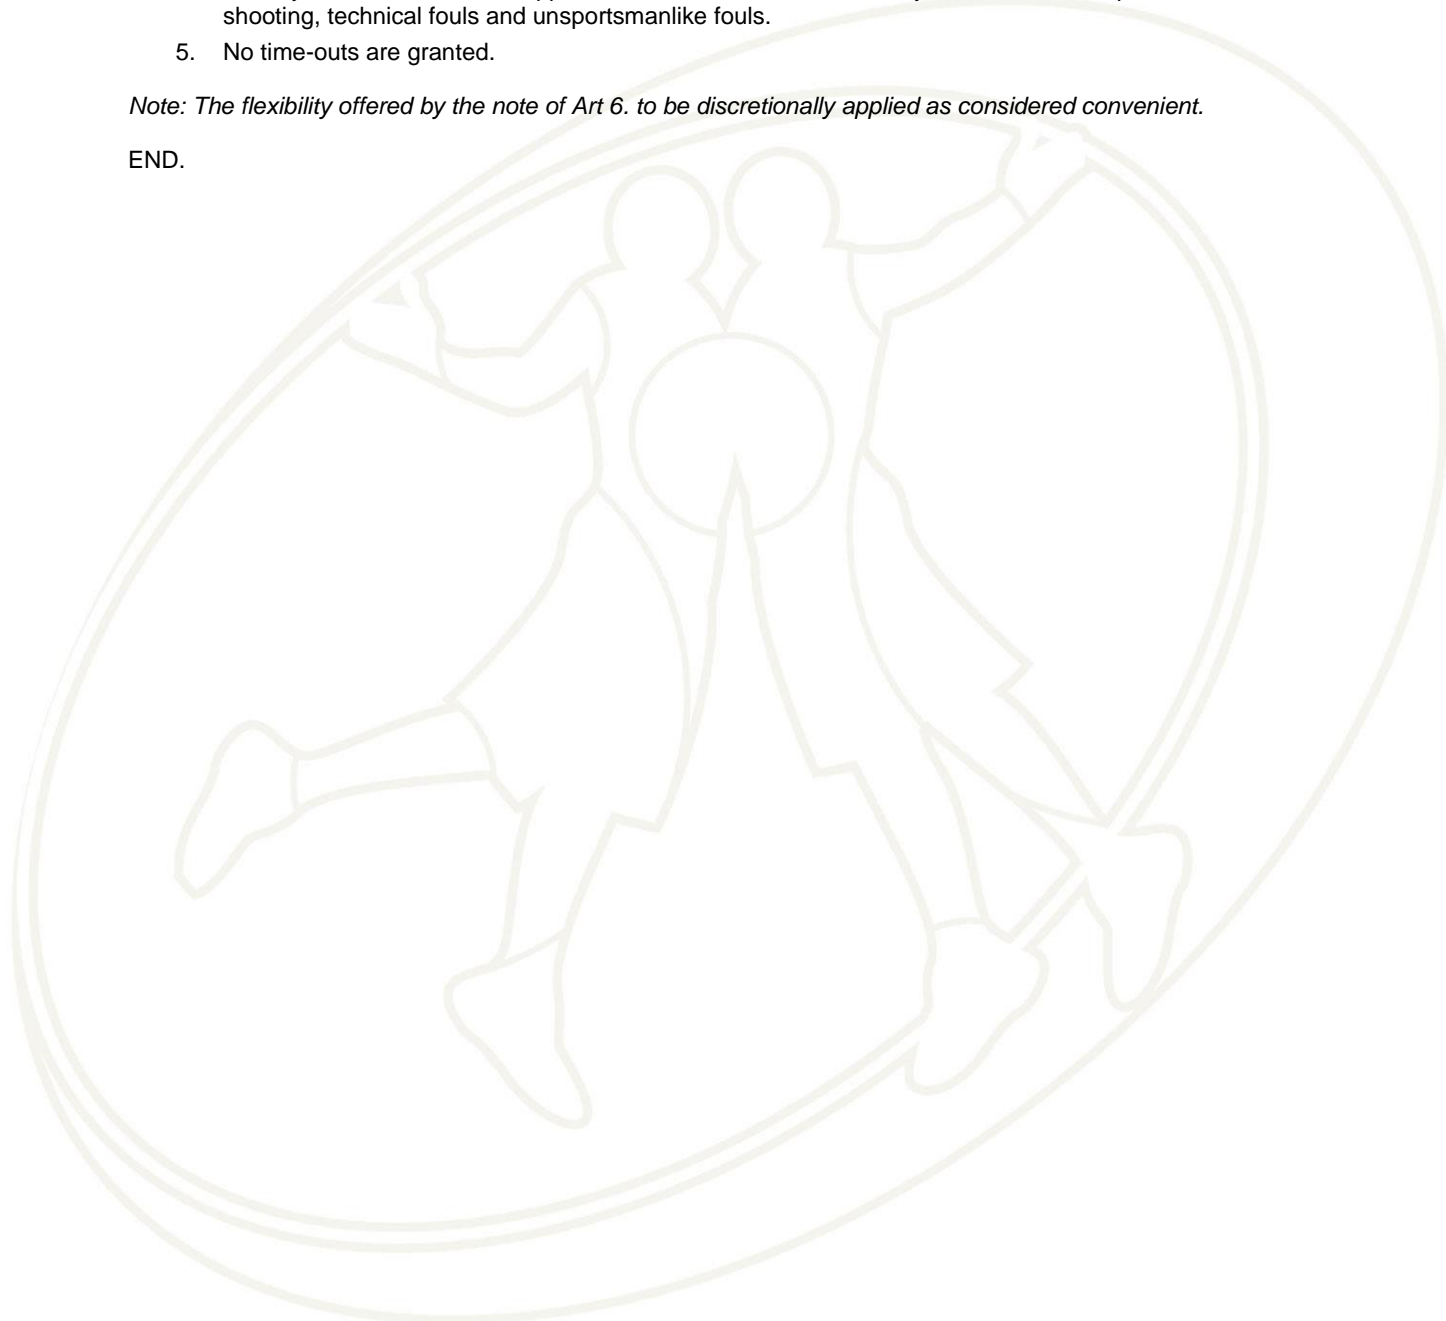 shooting, technical fouls and unsportsmanlike fouls.
5. No time-outs are granted.
Note: The flexibility offered by the note of Art 6. to be discretionally applied as considered convenient.
END.